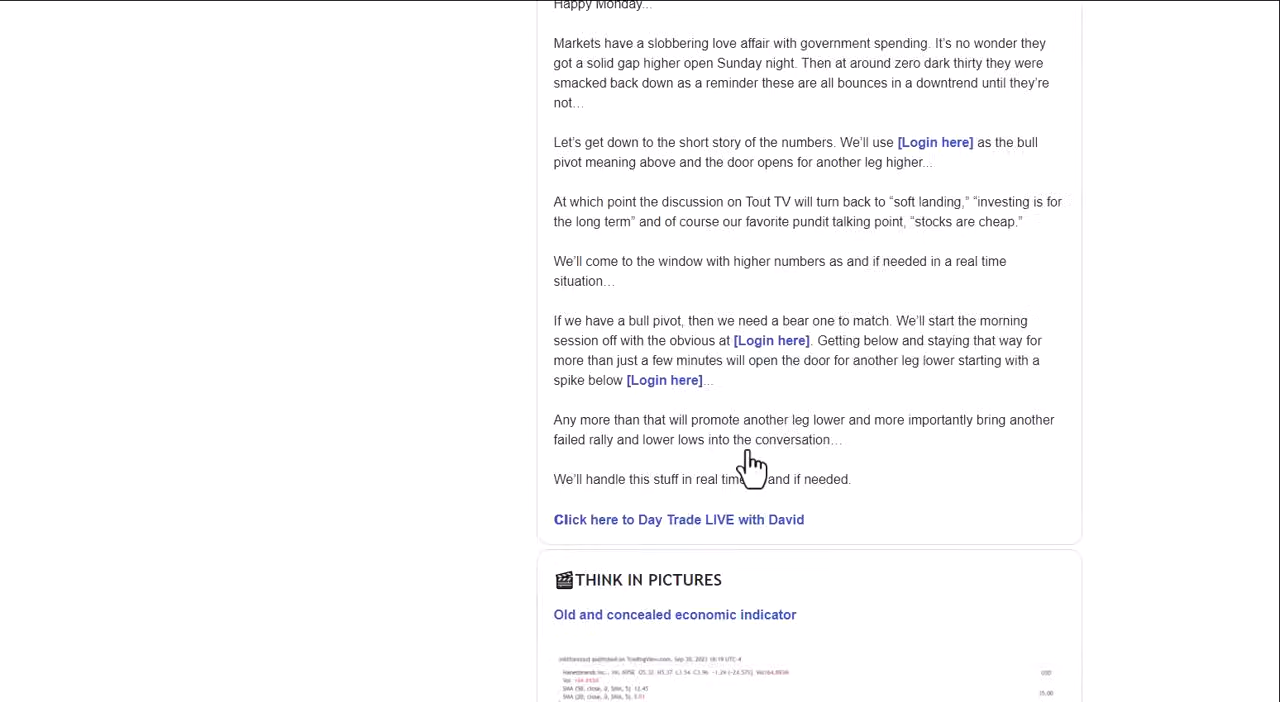 Happy Monday...
Markets have a slobbering love affair with government spending. It’s no wonder they
got a solid gap higher open Sunday night. Then at around zero dark thirty they were
smacked back down as a reminder these are all bounces in a downtrend until they’re
not…
Let’s get down to the short story of the numbers. We’ll use [Login here] as the bull
pivot meaning above and the door opens for another leg higher...
At which point the discussion on Tout TV will turn back to “soft landing,” “investing is for
the long term” and of course our favorite pundit talking point, “stocks are cheap.”
We’ll come to the window with higher numbers as and if needed in a real time
situation…
If we have a bull pivot, then we need a bear one to match. We’ll start the morning
session off with the obvious at [Login here]. Getting below and staying that way for
more than just a few minutes will open the door for another leg lower starting with a
spike below [Login here]...
Any more than that will promote another leg lower and more importantly bring another
failed rally and lower lows into the conversation…
We’ll handle this stuff in real time and if needed.
Click here to Day Trade LIVE with David
THINK IN PICTURES
Old and concealed economic indicator